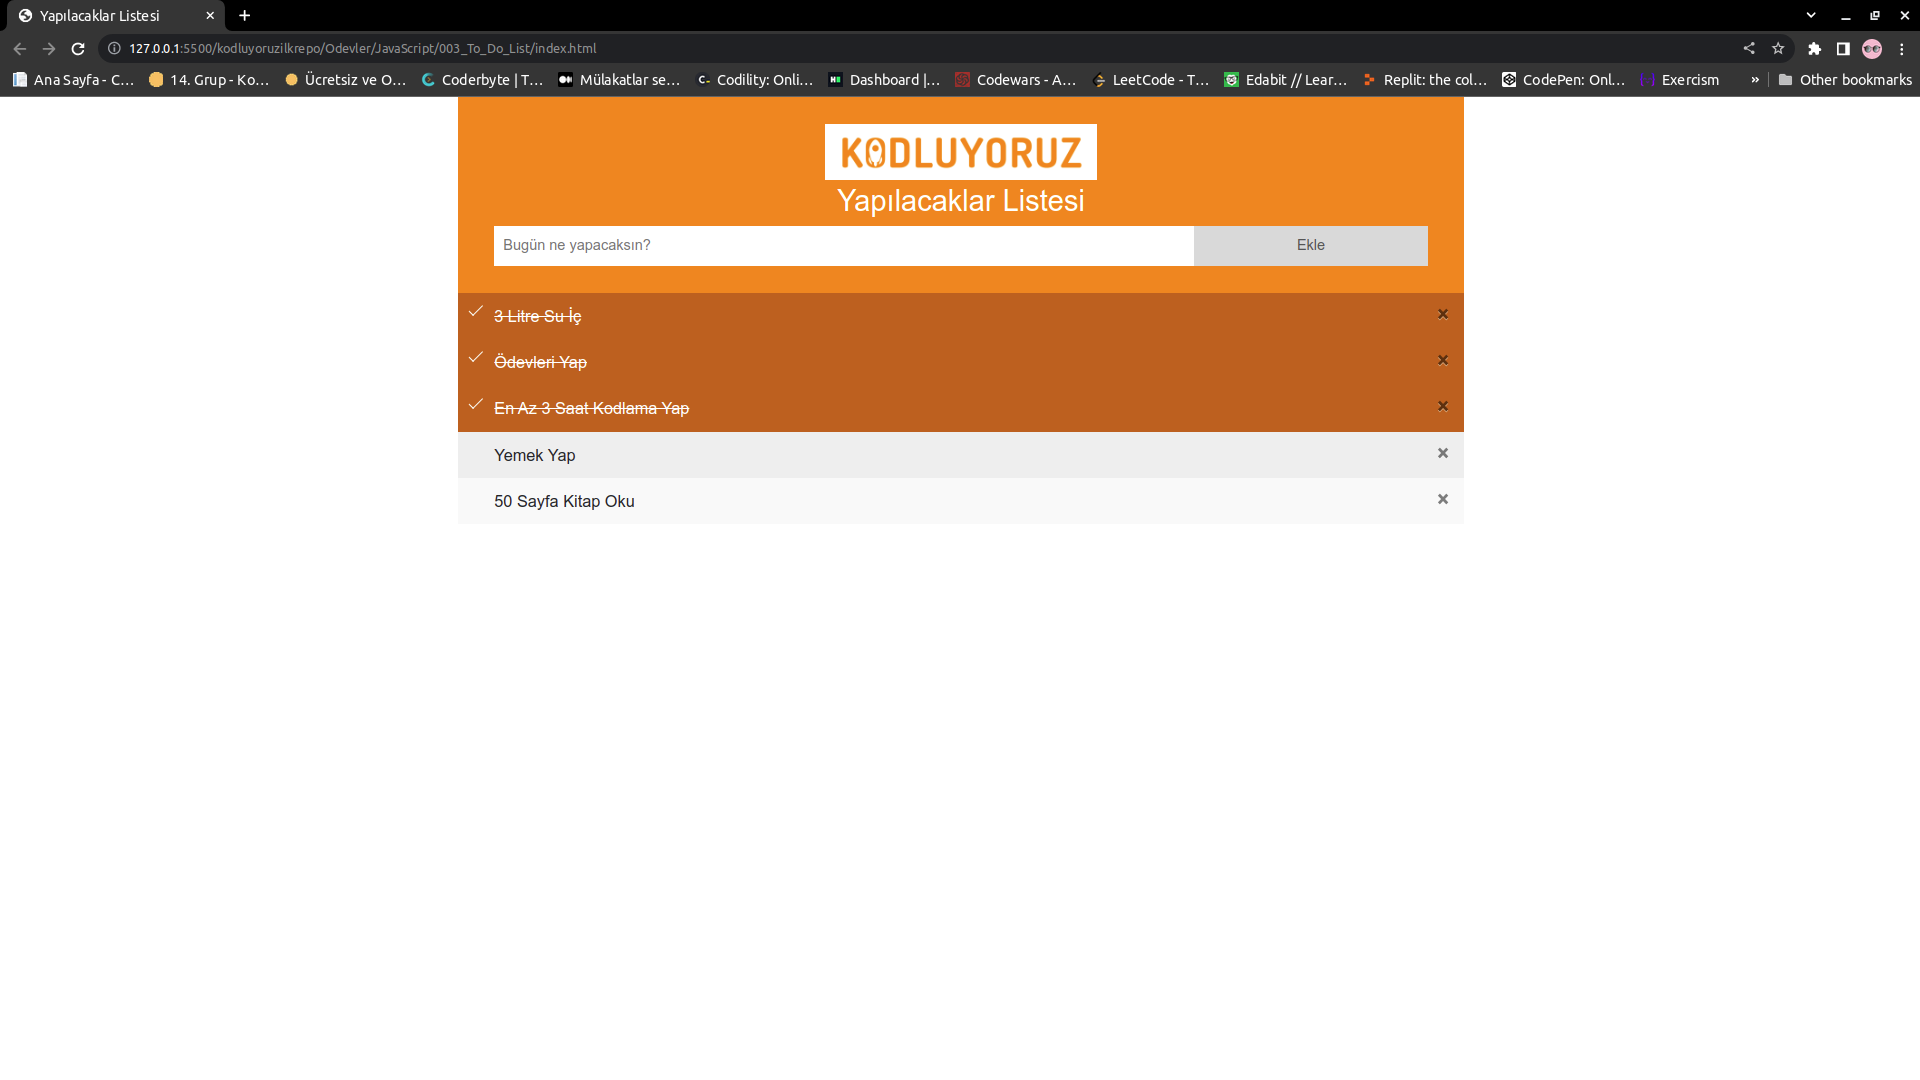 Yapılacaklar Listesi
127.0.0.1:5500/kodluyoruzilkrepo/Odevler/JavaScript/003_To_Do_List/index.html
Ana Sayfa - C... 14. Grup - Ko... Ücretsiz ve O... Coderbyte | T... Mülakatlar se... Codility: Onli... Dashboard |... Codewars - A... LeetCode - T... Edabit // Lear... Replit: the col... CodePen: Onl... Exercism » Other bookmarks
KODLUYORUZ
Yapılacaklar Listesi
Bugün ne yapacaksın? Ekle
3 Litre Su İç
Ödevleri Yap
En Az 3 Saat Kodlama Yap
Yemek Yap
50 Sayfa Kitap Oku